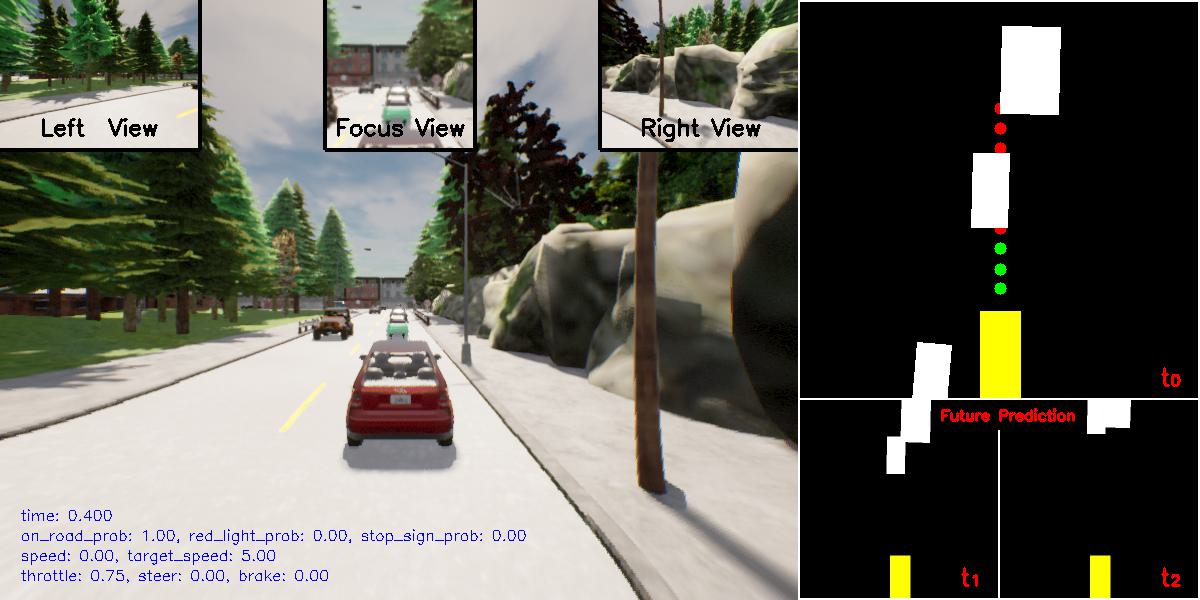 Left View
Focus View
Right View
time: 0.400
on_road_prob: 1.00, red_light_prob: 0.00, stop_sign_prob: 0.00
speed: 0.00, target_speed: 5.00
throttle: 0.75, steer: 0.00, brake: 0.00
t0
Future Prediction
t1
t2